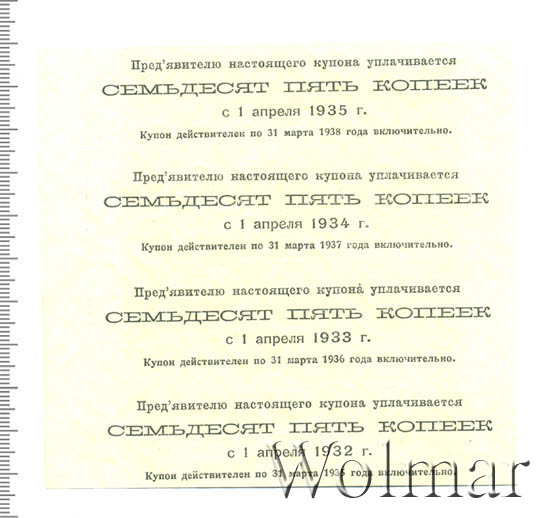 Пред'явителю настоящего купона уплачивается
СЕМЬДЕСЯТ ПЯТЬ КОПЕЕК
с 1 апреля 1935 г.
Купон действителен по 31 марта 1938 года включительно.
Пред'явителю настоящего купона уплачивается
СЕМЬДЕСЯТ ПЯТЬ КОПЕЕК
с 1 апреля 1934 г.
Купон действителен по 31 марта 1937 года включительно.
Пред'явителю настоящего купона уплачивается
СЕМЬДЕСЯТ ПЯТЬ КОПЕЕК
с 1 апреля 1933 г.
Купон действителен по 31 марта 1936 года включительно.
Пред'явителю настоящего купона уплачивается
СЕМЬДЕСЯТ ПЯТЬ КОПЕЕК
с 1 апреля 1932 г.
Купон действителен по 31 марта 1935 года включительно.
Wolmar